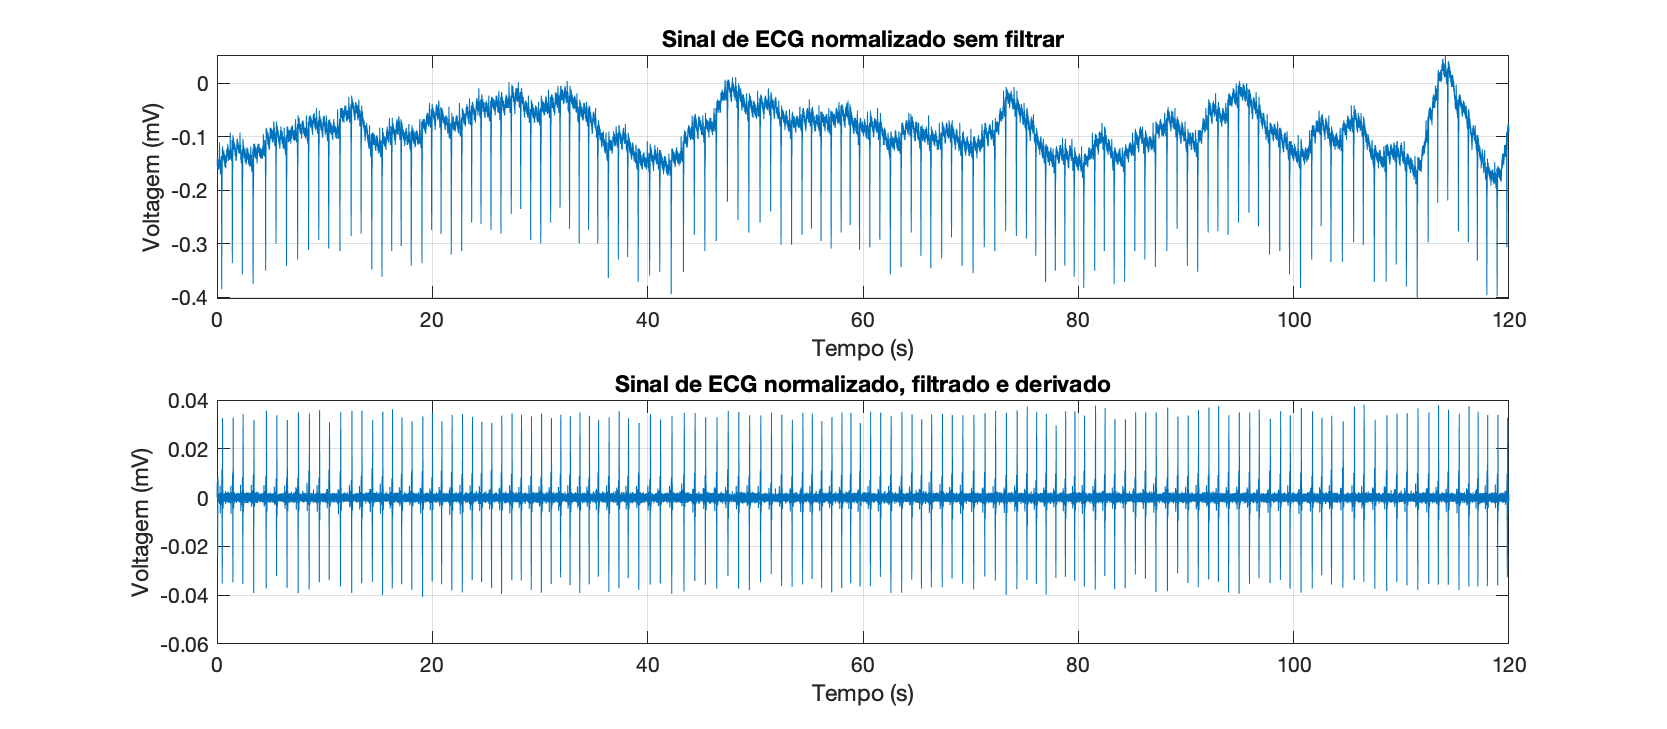 Sinal de ECG normalizado sem filtrar
0
-0.1
-0.2
-0.3
-0.4
Voltagem (mV)
0 20 40 60 80 100 120
Tempo (s)
Sinal de ECG normalizado, filtrado e derivado
0.04
0.02
0
-0.02
-0.04
-0.06
Voltagem (mV)
0 20 40 60 80 100 120
Tempo (s)